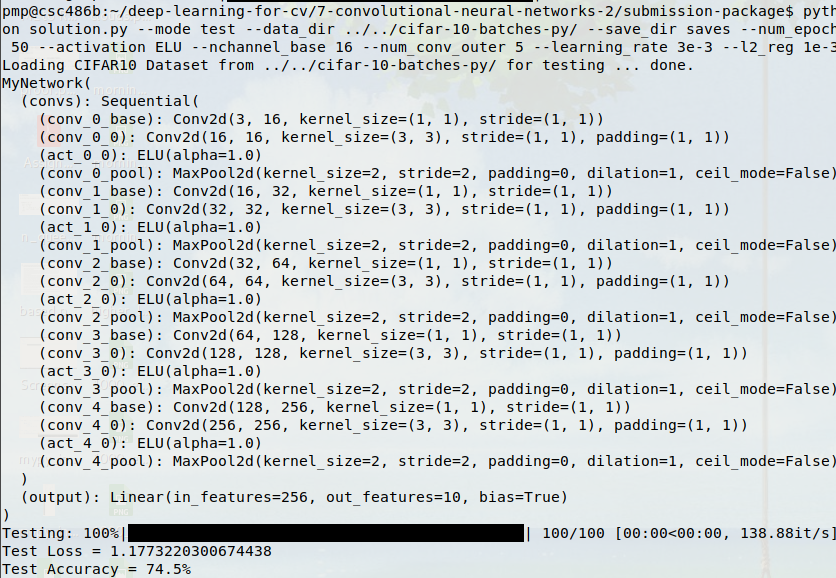 pmp@csc486b:~/deep-learning-for-cv/7-convolutional-neural-networks-2/submission-package$ pyth
on solution.py --mode test --data_dir ../../cifar-10-batches-py/ --save_dir saves --num_epoch
 50 --activation ELU --nchannel_base 16 --num_conv_outer 5 --learning_rate 3e-3 --l2_reg 1e-3
Loading CIFAR10 Dataset from ../../cifar-10-batches-py/ for testing ... done.
MyNetwork(
  (convs): Sequential(
    (conv_0_base): Conv2d(3, 16, kernel_size=(1, 1), stride=(1, 1))
    (conv_0_0): Conv2d(16, 16, kernel_size=(3, 3), stride=(1, 1), padding=(1, 1))
    (act_0_0): ELU(alpha=1.0)
    (conv_0_pool): MaxPool2d(kernel_size=2, stride=2, padding=0, dilation=1, ceil_mode=False)
    (conv_1_base): Conv2d(16, 32, kernel_size=(1, 1), stride=(1, 1))
    (conv_1_0): Conv2d(32, 32, kernel_size=(3, 3), stride=(1, 1), padding=(1, 1))
    (act_1_0): ELU(alpha=1.0)
    (conv_1_pool): MaxPool2d(kernel_size=2, stride=2, padding=0, dilation=1, ceil_mode=False)
    (conv_2_base): Conv2d(32, 64, kernel_size=(1, 1), stride=(1, 1))
    (conv_2_0): Conv2d(64, 64, kernel_size=(3, 3), stride=(1, 1), padding=(1, 1))
    (act_2_0): ELU(alpha=1.0)
    (conv_2_pool): MaxPool2d(kernel_size=2, stride=2, padding=0, dilation=1, ceil_mode=False)
    (conv_3_base): Conv2d(64, 128, kernel_size=(1, 1), stride=(1, 1))
    (conv_3_0): Conv2d(128, 128, kernel_size=(3, 3), stride=(1, 1), padding=(1, 1))
    (act_3_0): ELU(alpha=1.0)
    (conv_3_pool): MaxPool2d(kernel_size=2, stride=2, padding=0, dilation=1, ceil_mode=False)
    (conv_4_base): Conv2d(128, 256, kernel_size=(1, 1), stride=(1, 1))
    (conv_4_0): Conv2d(256, 256, kernel_size=(3, 3), stride=(1, 1), padding=(1, 1))
    (act_4_0): ELU(alpha=1.0)
    (conv_4_pool): MaxPool2d(kernel_size=2, stride=2, padding=0, dilation=1, ceil_mode=False)
  )
  (output): Linear(in_features=256, out_features=10, bias=True)
)
Testing: 100%|██████████| 100/100 [00:00<00:00, 138.88it/s]
Test Loss = 1.1773220300674438
Test Accuracy = 74.5%